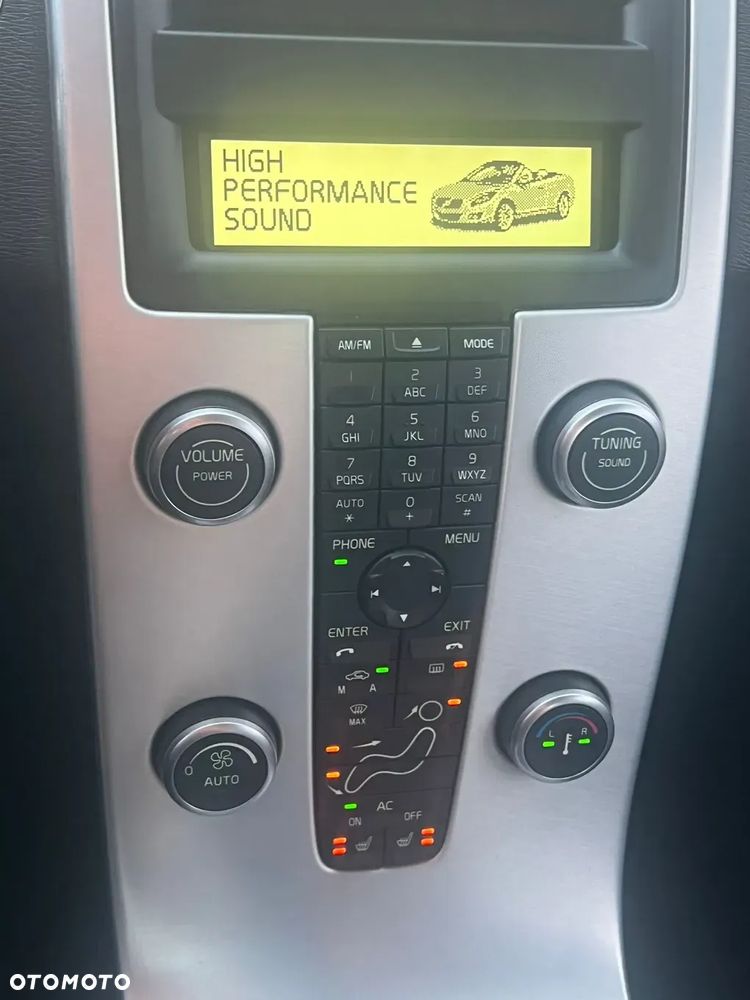 HIGH
PERFORMANCE
SOUND
AM/FM MODE
1 2 3
ABC DEF
4 5 6
GHI JKL MNO
7 8 9
PQRS TUV WXYZ
AUTO 0 SCAN
* + #
VOLUME
POWER
TUNING
SOUND
PHONE MENU
ENTER EXIT
M A
MAX
0 AUTO
L R
AC
ON OFF
OTOMOTO